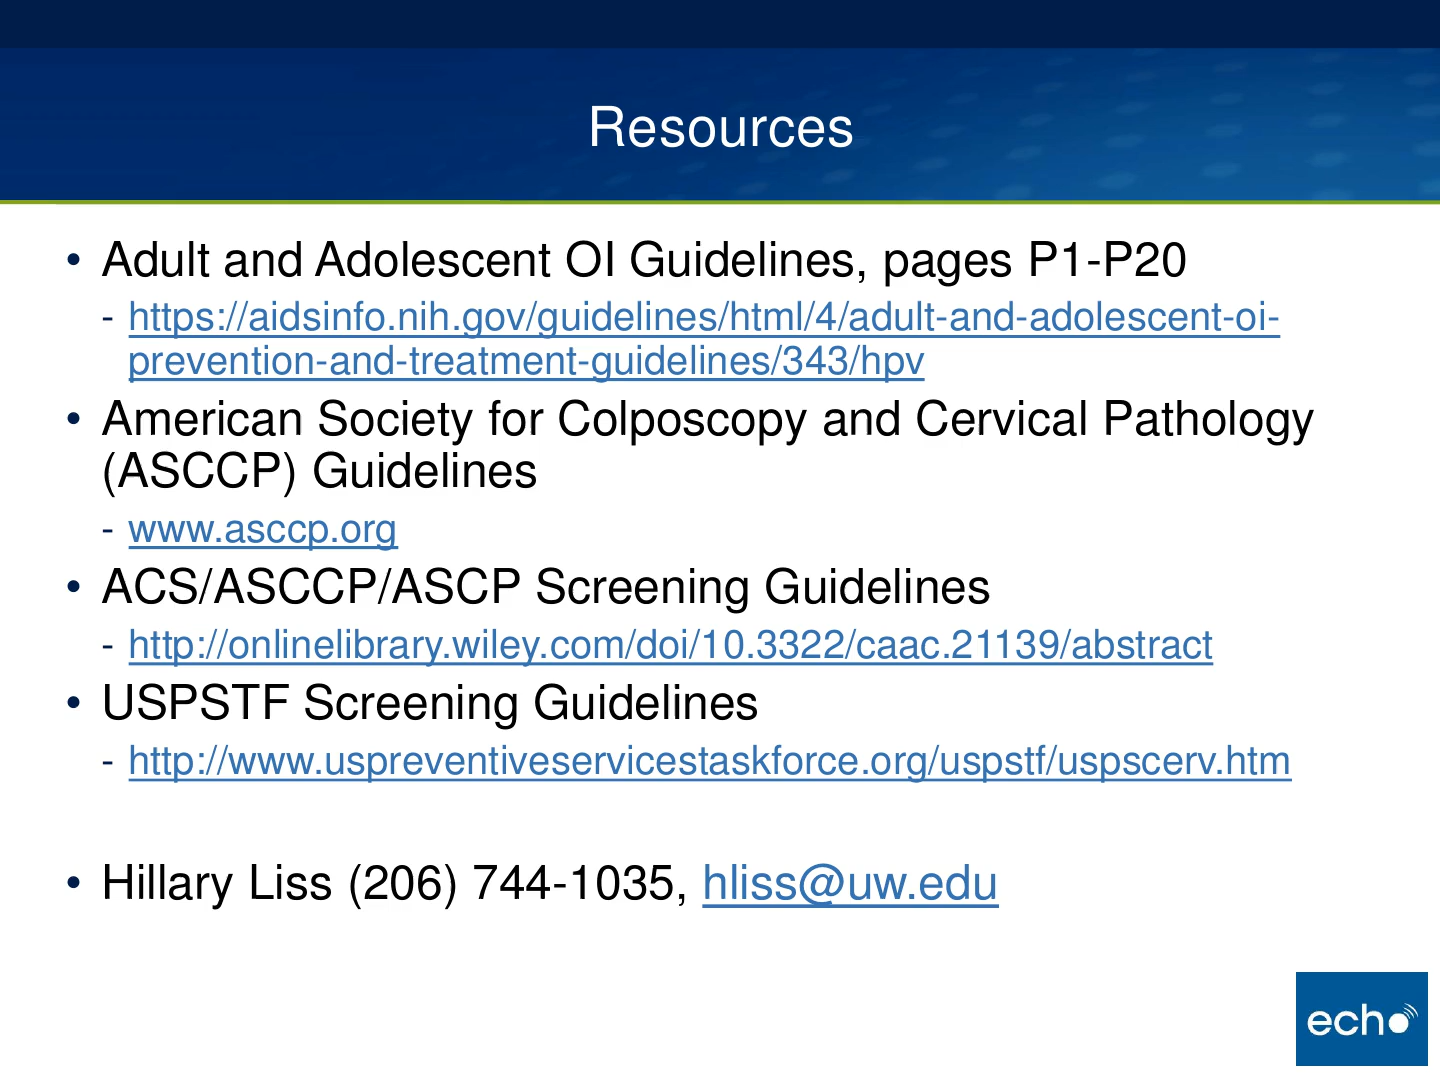 Resources
• Adult and Adolescent OI Guidelines, pages P1-P20
- https://aidsinfo.nih.gov/guidelines/html/4/adult-and-adolescent-oi-
prevention-and-treatment-guidelines/343/hpv
• American Society for Colposcopy and Cervical Pathology
(ASCCP) Guidelines
- www.asccp.org
• ACS/ASCCP/ASCP Screening Guidelines
- http://onlinelibrary.wiley.com/doi/10.3322/caac.21139/abstract
• USPSTF Screening Guidelines
- http://www.uspreventiveservicestaskforce.org/uspstf/uspscerv.htm
• Hillary Liss (206) 744-1035, hliss@uw.edu
echo